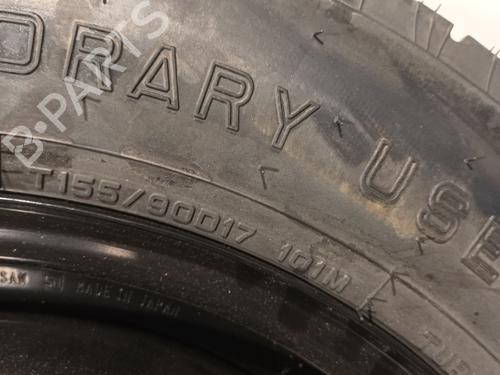 ORARY USE
T155/90D17 101M
MADE IN JAPAN
B-PARTS